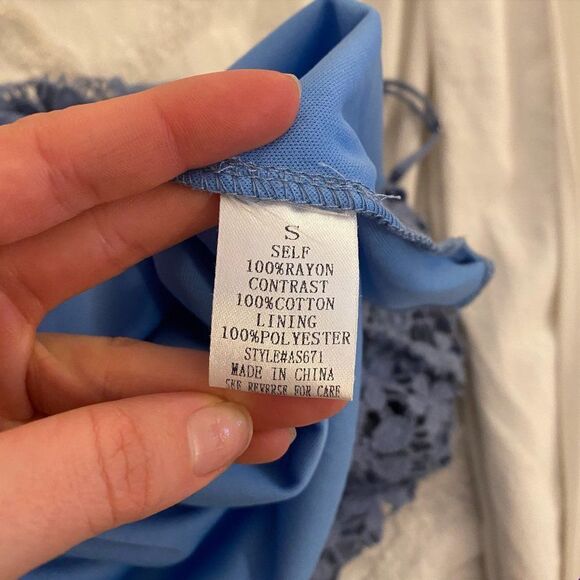 S
SELF
100%RAYON
CONTRAST
100%COTTON
LINING
100%POLYESTER
STYLE#AS671
MADE IN CHINA
SEE REVERSE FOR CARE